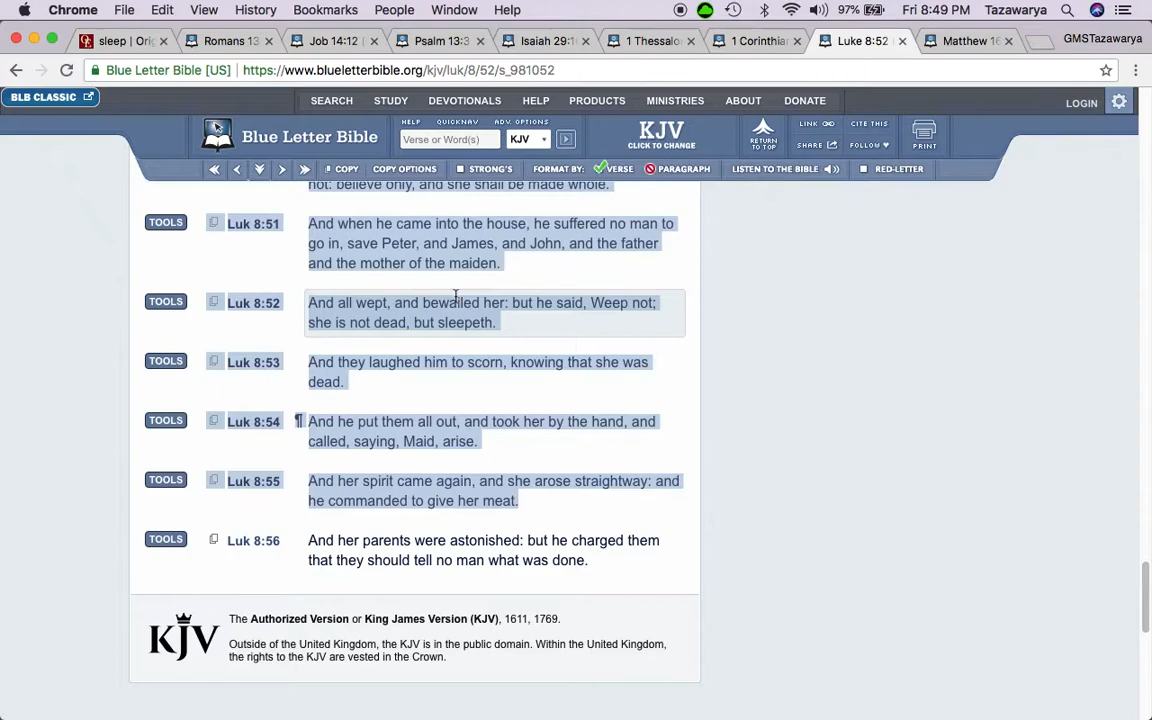 Chrome File Edit View History Bookmarks People Window Help 97% Fri 8:49 PM Tazawarya
sleep | Orig Romans 13 Job 14:12 ( Psalm 13:3 Isaiah 29:1 1 Thessalo 1 Corinthia Luke 8:52 Matthew 16 GMSTazawarya
Blue Letter Bible [US] https://www.blueletterbible.org/kjv/luk/8/52/s_981052
BLB CLASSIC SEARCH STUDY DEVOTIONALS HELP PRODUCTS MINISTRIES ABOUT DONATE LOGIN
HELP QUICKNAV ADV. OPTIONS
Blue Letter Bible Verse or Word(s) KJV KJV CLICK TO CHANGE RETURN TO TOP LINK CITE THIS SHARE FOLLOW PRINT
COPY COPY OPTIONS STRONG'S FORMAT BY: VERSE PARAGRAPH LISTEN TO THE BIBLE RED-LETTER
not: believe only, and she shall be made whole.
TOOLS Luk 8:51 And when he came into the house, he suffered no man to
go in, save Peter, and James, and John, and the father
and the mother of the maiden.
TOOLS Luk 8:52 And all wept, and bewailed her: but he said, Weep not;
she is not dead, but sleepeth.
TOOLS Luk 8:53 And they laughed him to scorn, knowing that she was
dead.
TOOLS Luk 8:54 ¶ And he put them all out, and took her by the hand, and
called, saying, Maid, arise.
TOOLS Luk 8:55 And her spirit came again, and she arose straightway: and
he commanded to give her meat.
TOOLS Luk 8:56 And her parents were astonished: but he charged them
that they should tell no man what was done.
KJV The Authorized Version or King James Version (KJV), 1611, 1769.
Outside of the United Kingdom, the KJV is in the public domain. Within the United Kingdom,
the rights to the KJV are vested in the Crown.